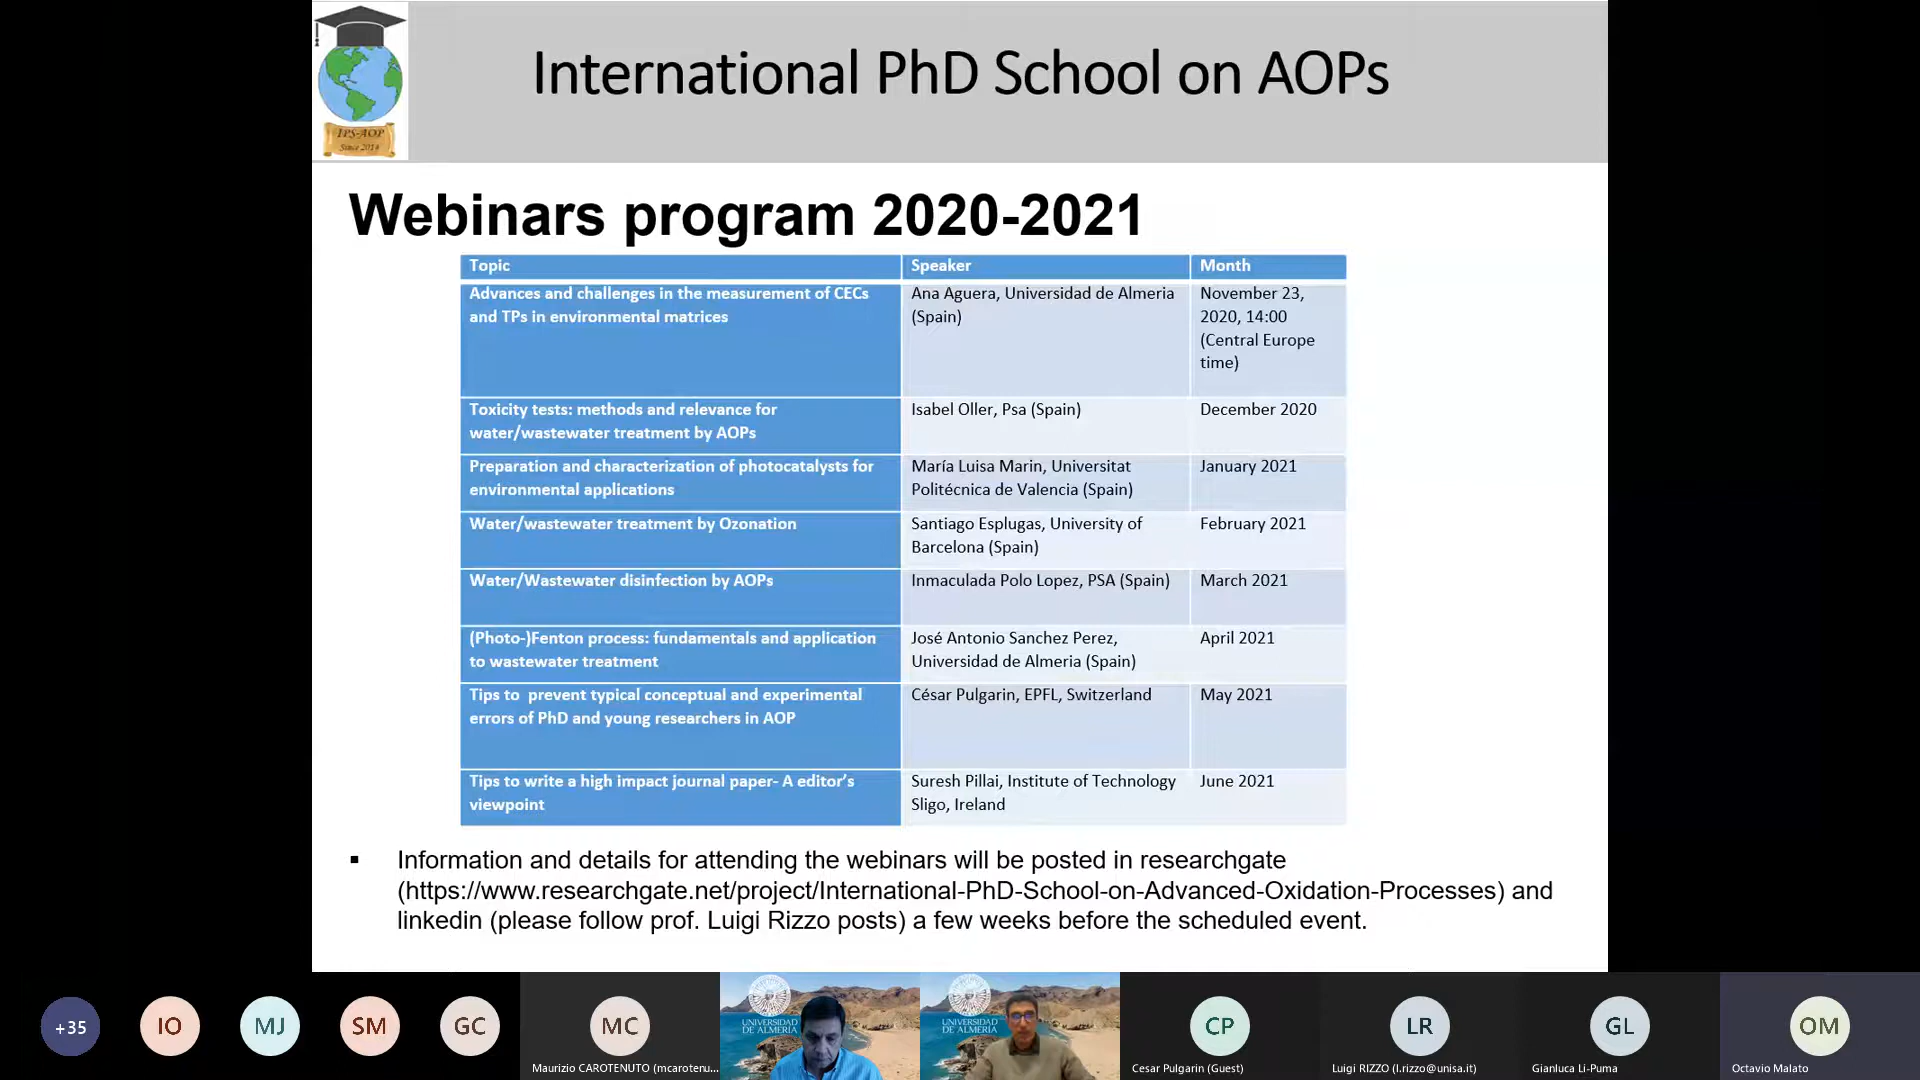 International PhD School on AOPs
IPS-AOP
Since 2014
Webinars program 2020-2021
Topic
Speaker
Month
Advances and challenges in the measurement of CECs
and TPs in environmental matrices
Ana Aguera, Universidad de Almeria
(Spain)
November 23,
2020, 14:00
(Central Europe
time)
Toxicity tests: methods and relevance for
water/wastewater treatment by AOPs
Isabel Oller, Psa (Spain)
December 2020
Preparation and characterization of photocatalysts for
environmental applications
María Luisa Marin, Universitat
Politécnica de Valencia (Spain)
January 2021
Water/wastewater treatment by Ozonation
Santiago Esplugas, University of
Barcelona (Spain)
February 2021
Water/Wastewater disinfection by AOPs
Inmaculada Polo Lopez, PSA (Spain)
March 2021
(Photo-)Fenton process: fundamentals and application
to wastewater treatment
José Antonio Sanchez Perez,
Universidad de Almeria (Spain)
April 2021
Tips to  prevent typical conceptual and experimental
errors of PhD and young researchers in AOP
César Pulgarin, EPFL, Switzerland
May 2021
Tips to write a high impact journal paper- A editor’s
viewpoint
Suresh Pillai, Institute of Technology
Sligo, Ireland
June 2021
▪ Information and details for attending the webinars will be posted in researchgate
(https://www.researchgate.net/project/International-PhD-School-on-Advanced-Oxidation-Processes) and
linkedin (please follow prof. Luigi Rizzo posts) a few weeks before the scheduled event.
+35
IO
MJ
SM
GC
MC
Maurizio CAROTENUTO (mcarotenu...
UNIVERSIDAD
DE ALMERÍA
UNIVERSIDAD
DE ALMERÍA
CP
Cesar Pulgarin (Guest)
LR
Luigi RIZZO (l.rizzo@unisa.it)
GL
Gianluca Li-Puma
OM
Octavio Malato